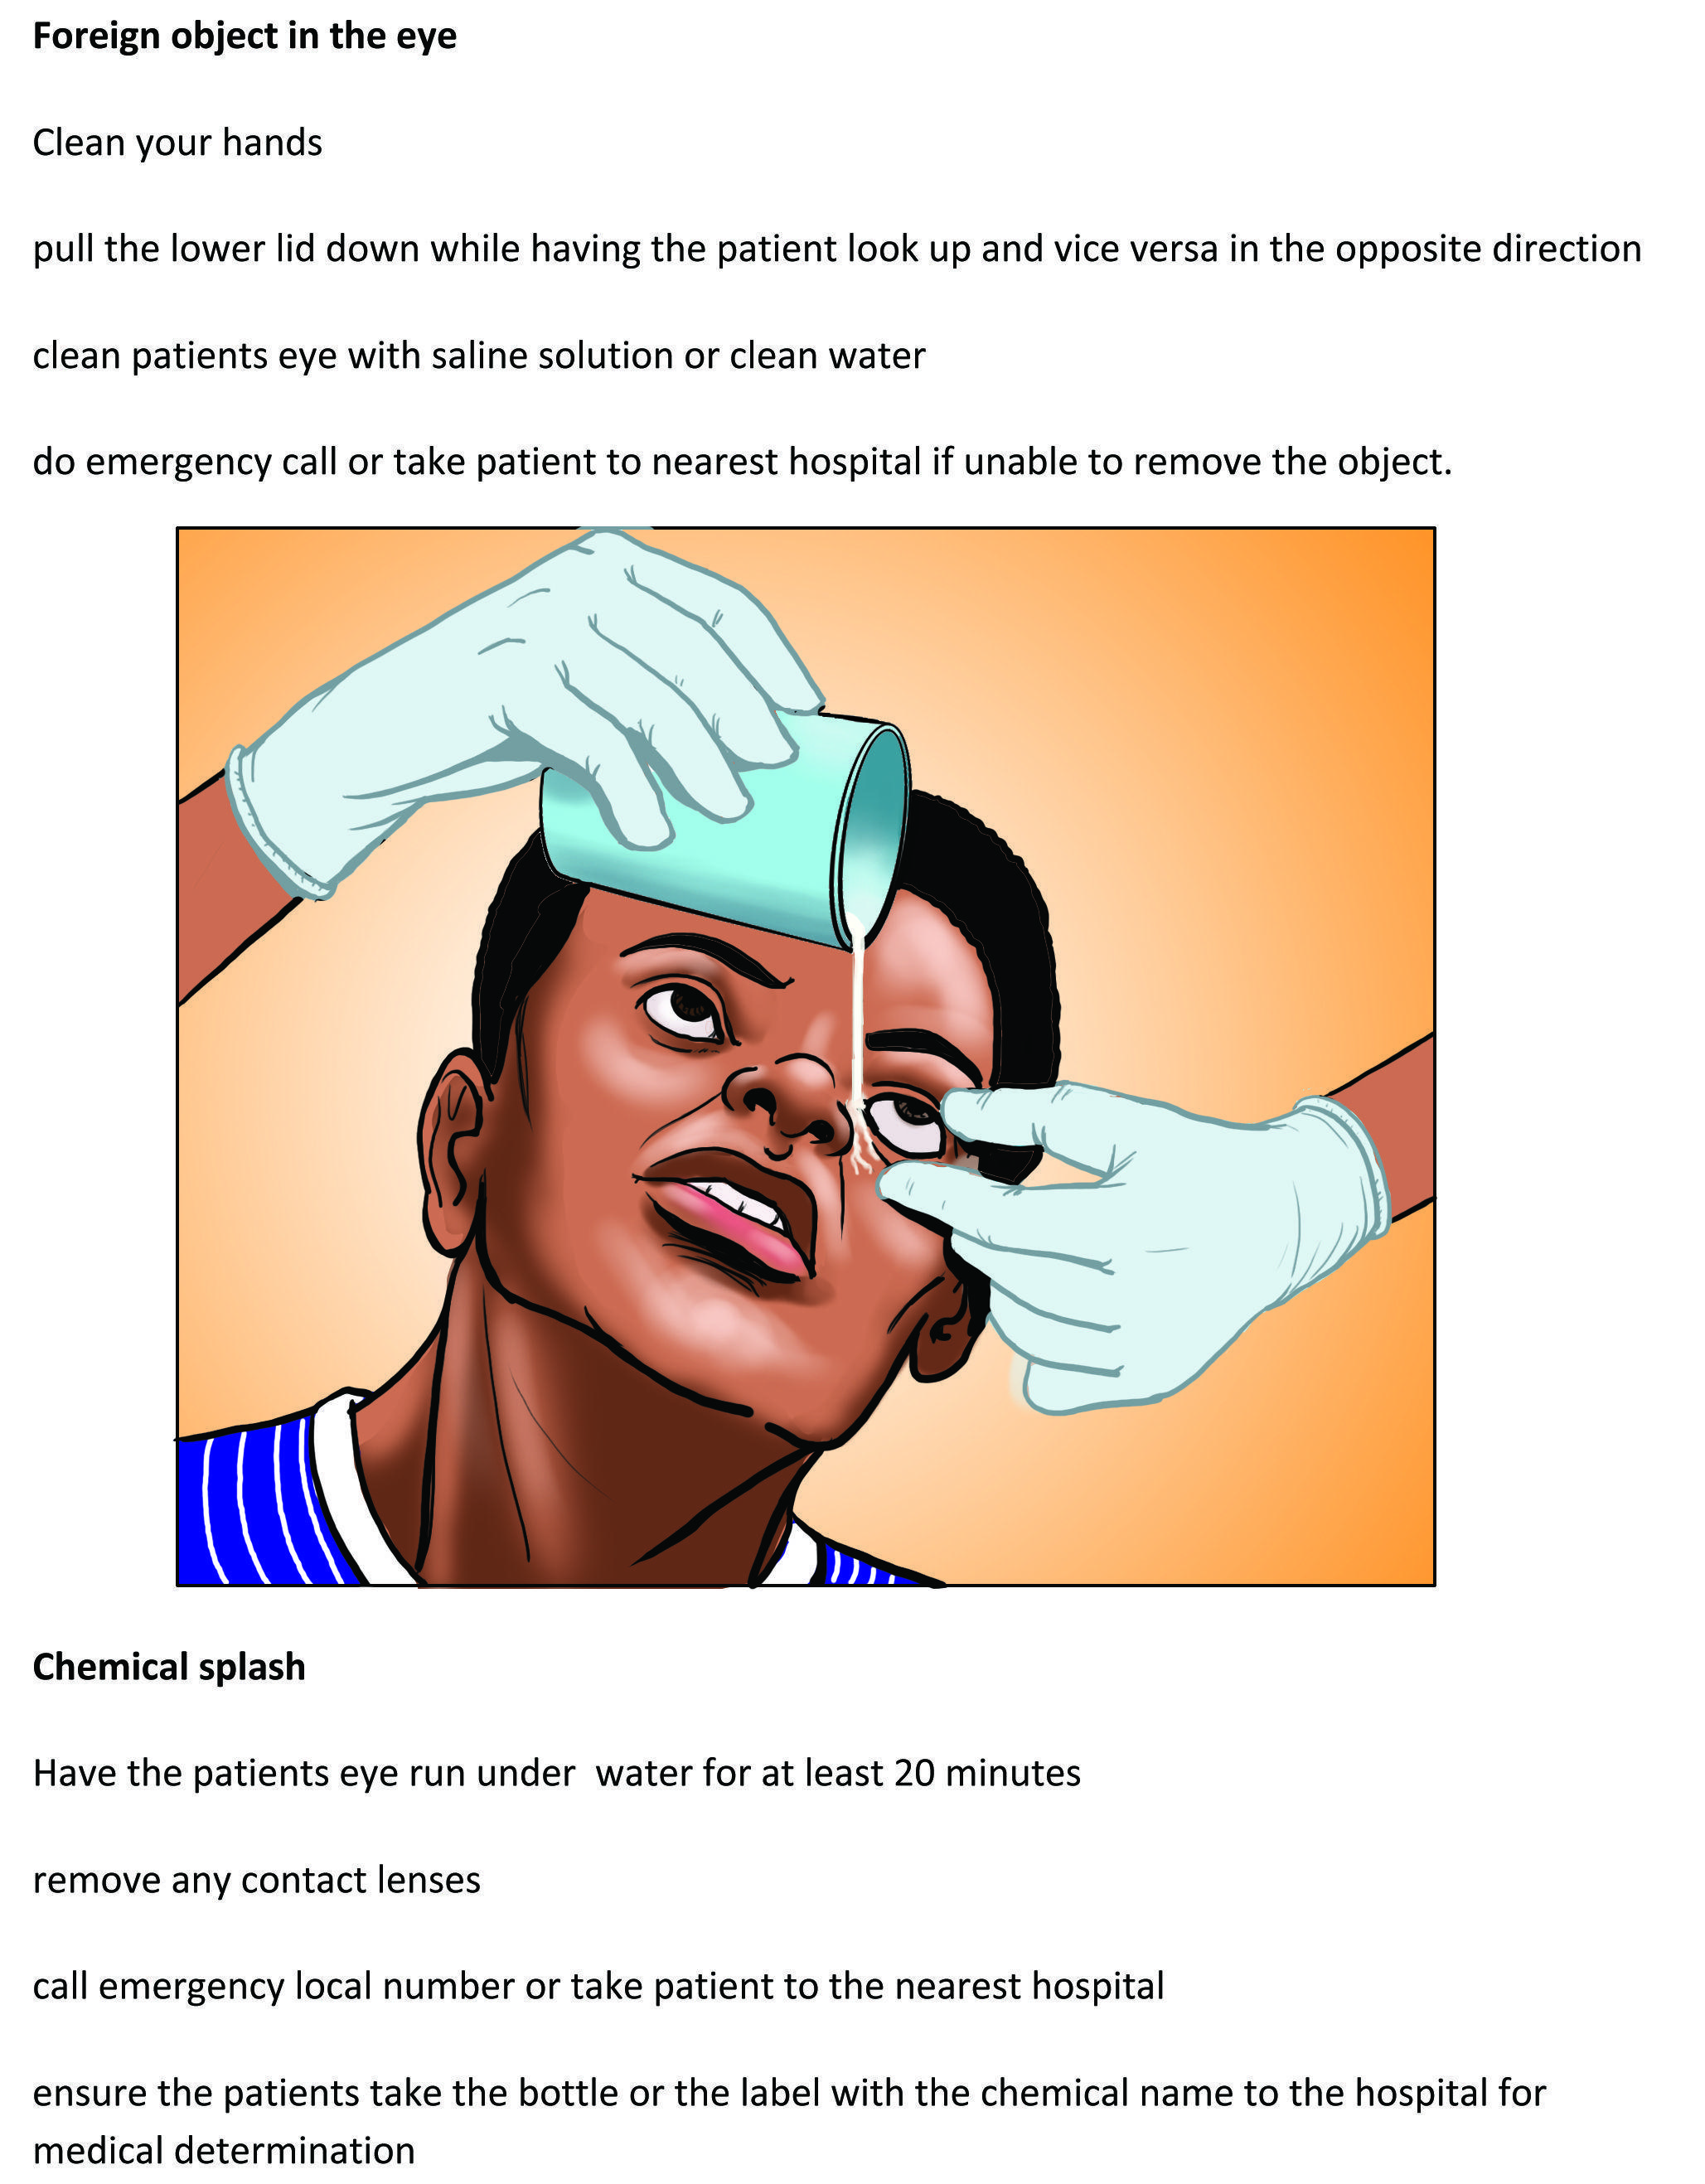 Foreign object in the eye
Clean your hands
pull the lower lid down while having the patient look up and vice versa in the opposite direction
clean patients eye with saline solution or clean water
do emergency call or take patient to nearest hospital if unable to remove the object.
Chemical splash
Have the patients eye run under  water for at least 20 minutes
remove any contact lenses
call emergency local number or take patient to the nearest hospital
ensure the patients take the bottle or the label with the chemical name to the hospital for
medical determination